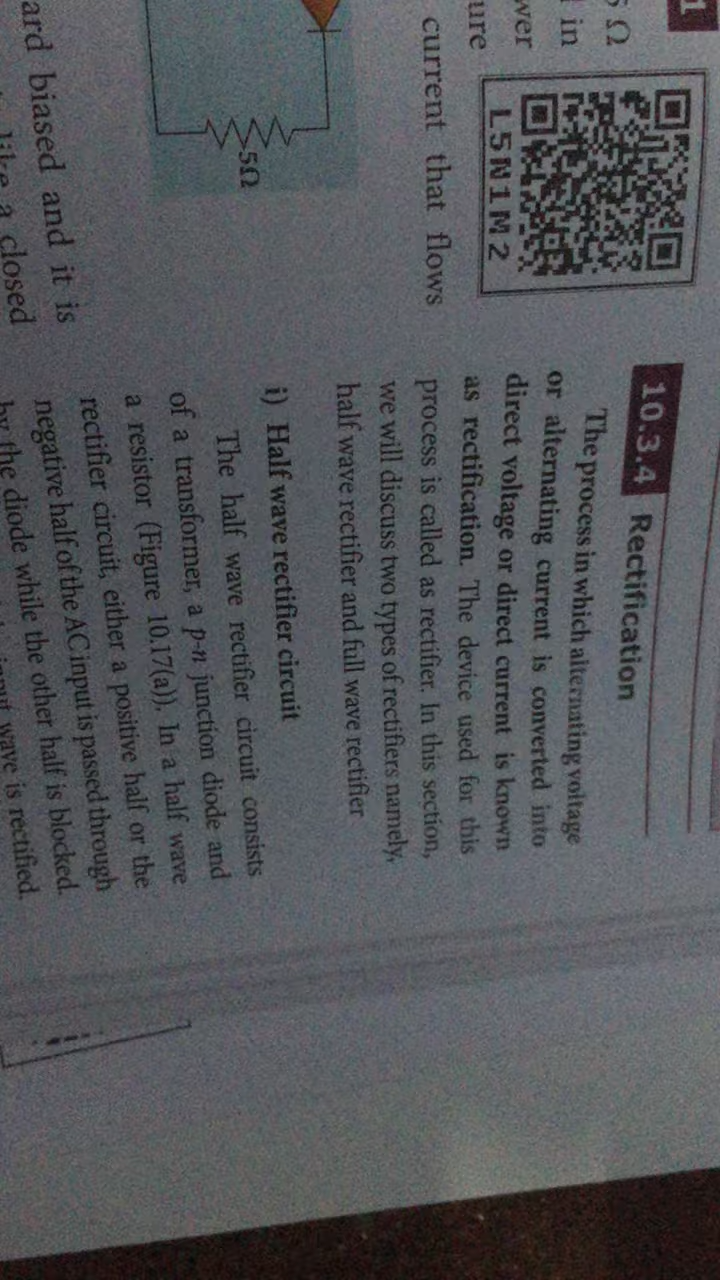 1
5 Ω
in
wer
ure
current that flows
L5N1M2
5Ω
ard biased and it is
like a closed
10.3.4 Rectification
The process in which alternating voltage
or alternating current is converted into
direct voltage or direct current is known
as rectification. The device used for this
process is called as rectifier. In this section,
we will discuss two types of rectifiers namely,
half wave rectifier and full wave rectifier
i) Half wave rectifier circuit
The half wave rectifier circuit consists
of a transformer, a p-n junction diode and
a resistor (Figure 10.17(a)). In a half wave
rectifier circuit, either a positive half or the
negative half of the AC input is passed through
by the diode while the other half is blocked.
input wave is rectified.